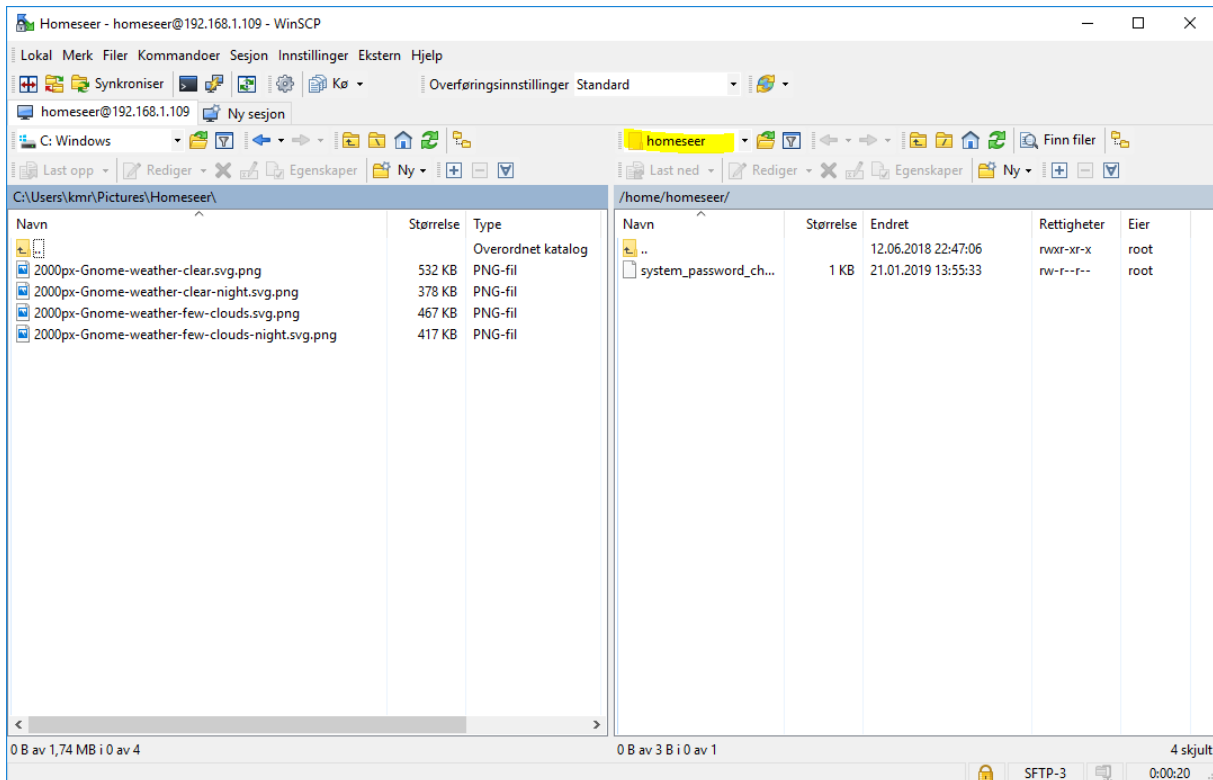 Homeseer - homeseer@192.168.1.109 - WinSCP
Lokal Merk Filer Kommandoer Sesjon Innstillinger Ekstern Hjelp
Synkroniser Kø Overføringsinnstillinger Standard
homeseer@192.168.1.109 Ny sesjon
C: Windows homeseer Finn filer
Last opp Rediger Egenskaper Ny Last ned Rediger Egenskaper Ny
C:\Users\kmr\Pictures\Homeseer\ /home/homeseer/
Navn Størrelse Type Navn Størrelse Endret Rettigheter Eier
.. Overordnet katalog .. 12.06.2018 22:47:06 rwxr-xr-x root
2000px-Gnome-weather-clear.svg.png 532 KB PNG-fil system_password_ch... 1 KB 21.01.2019 13:55:33 rw-r--r-- root
2000px-Gnome-weather-clear-night.svg.png 378 KB PNG-fil
2000px-Gnome-weather-few-clouds.svg.png 467 KB PNG-fil
2000px-Gnome-weather-few-clouds-night.svg.png 417 KB PNG-fil
0 B av 1,74 MB i 0 av 4 0 B av 3 B i 0 av 1 4 skjult
SFTP-3 0:00:20